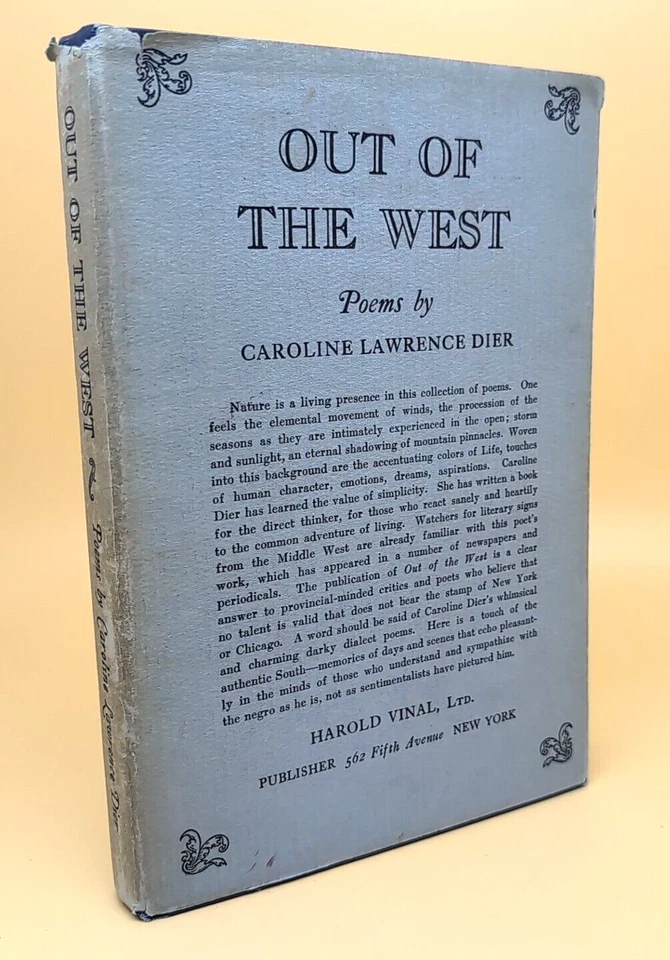 OUT OF THE WEST Poems by Caroline Lawrence Dier
OUT OF
THE WEST
Poems by
CAROLINE LAWRENCE DIER
Nature is a living presence in this collection of poems. One
feels the elemental movement of winds, the procession of the
seasons as they are intimately experienced in the open; storm
and sunlight, an eternal shadowing of mountain pinnacles. Woven
into this background are the accentuating colors of Life, touches
of human character, emotions, dreams, aspirations. Caroline
Dier has learned the value of simplicity. She has written a book
for the direct thinker, for those who react sanely and heartily
to the common adventure of living. Watchers for literary signs
from the Middle West are already familiar with this poet's
work, which has appeared in a number of newspapers and
periodicals. The publication of Out of the West is a clear
answer to provincial-minded critics and poets who believe that
no talent is valid that does not bear the stamp of New York
or Chicago. A word should be said of Caroline Dier's whimsical
and charming darky dialect poems. Here is a touch of the
authentic South—memories of days and scenes that echo pleasant-
ly in the minds of those who understand and sympathize with
the negro as he is, not as sentimentalists have pictured him.
HAROLD VINAL, LTD.
PUBLISHER 562 Fifth Avenue NEW YORK